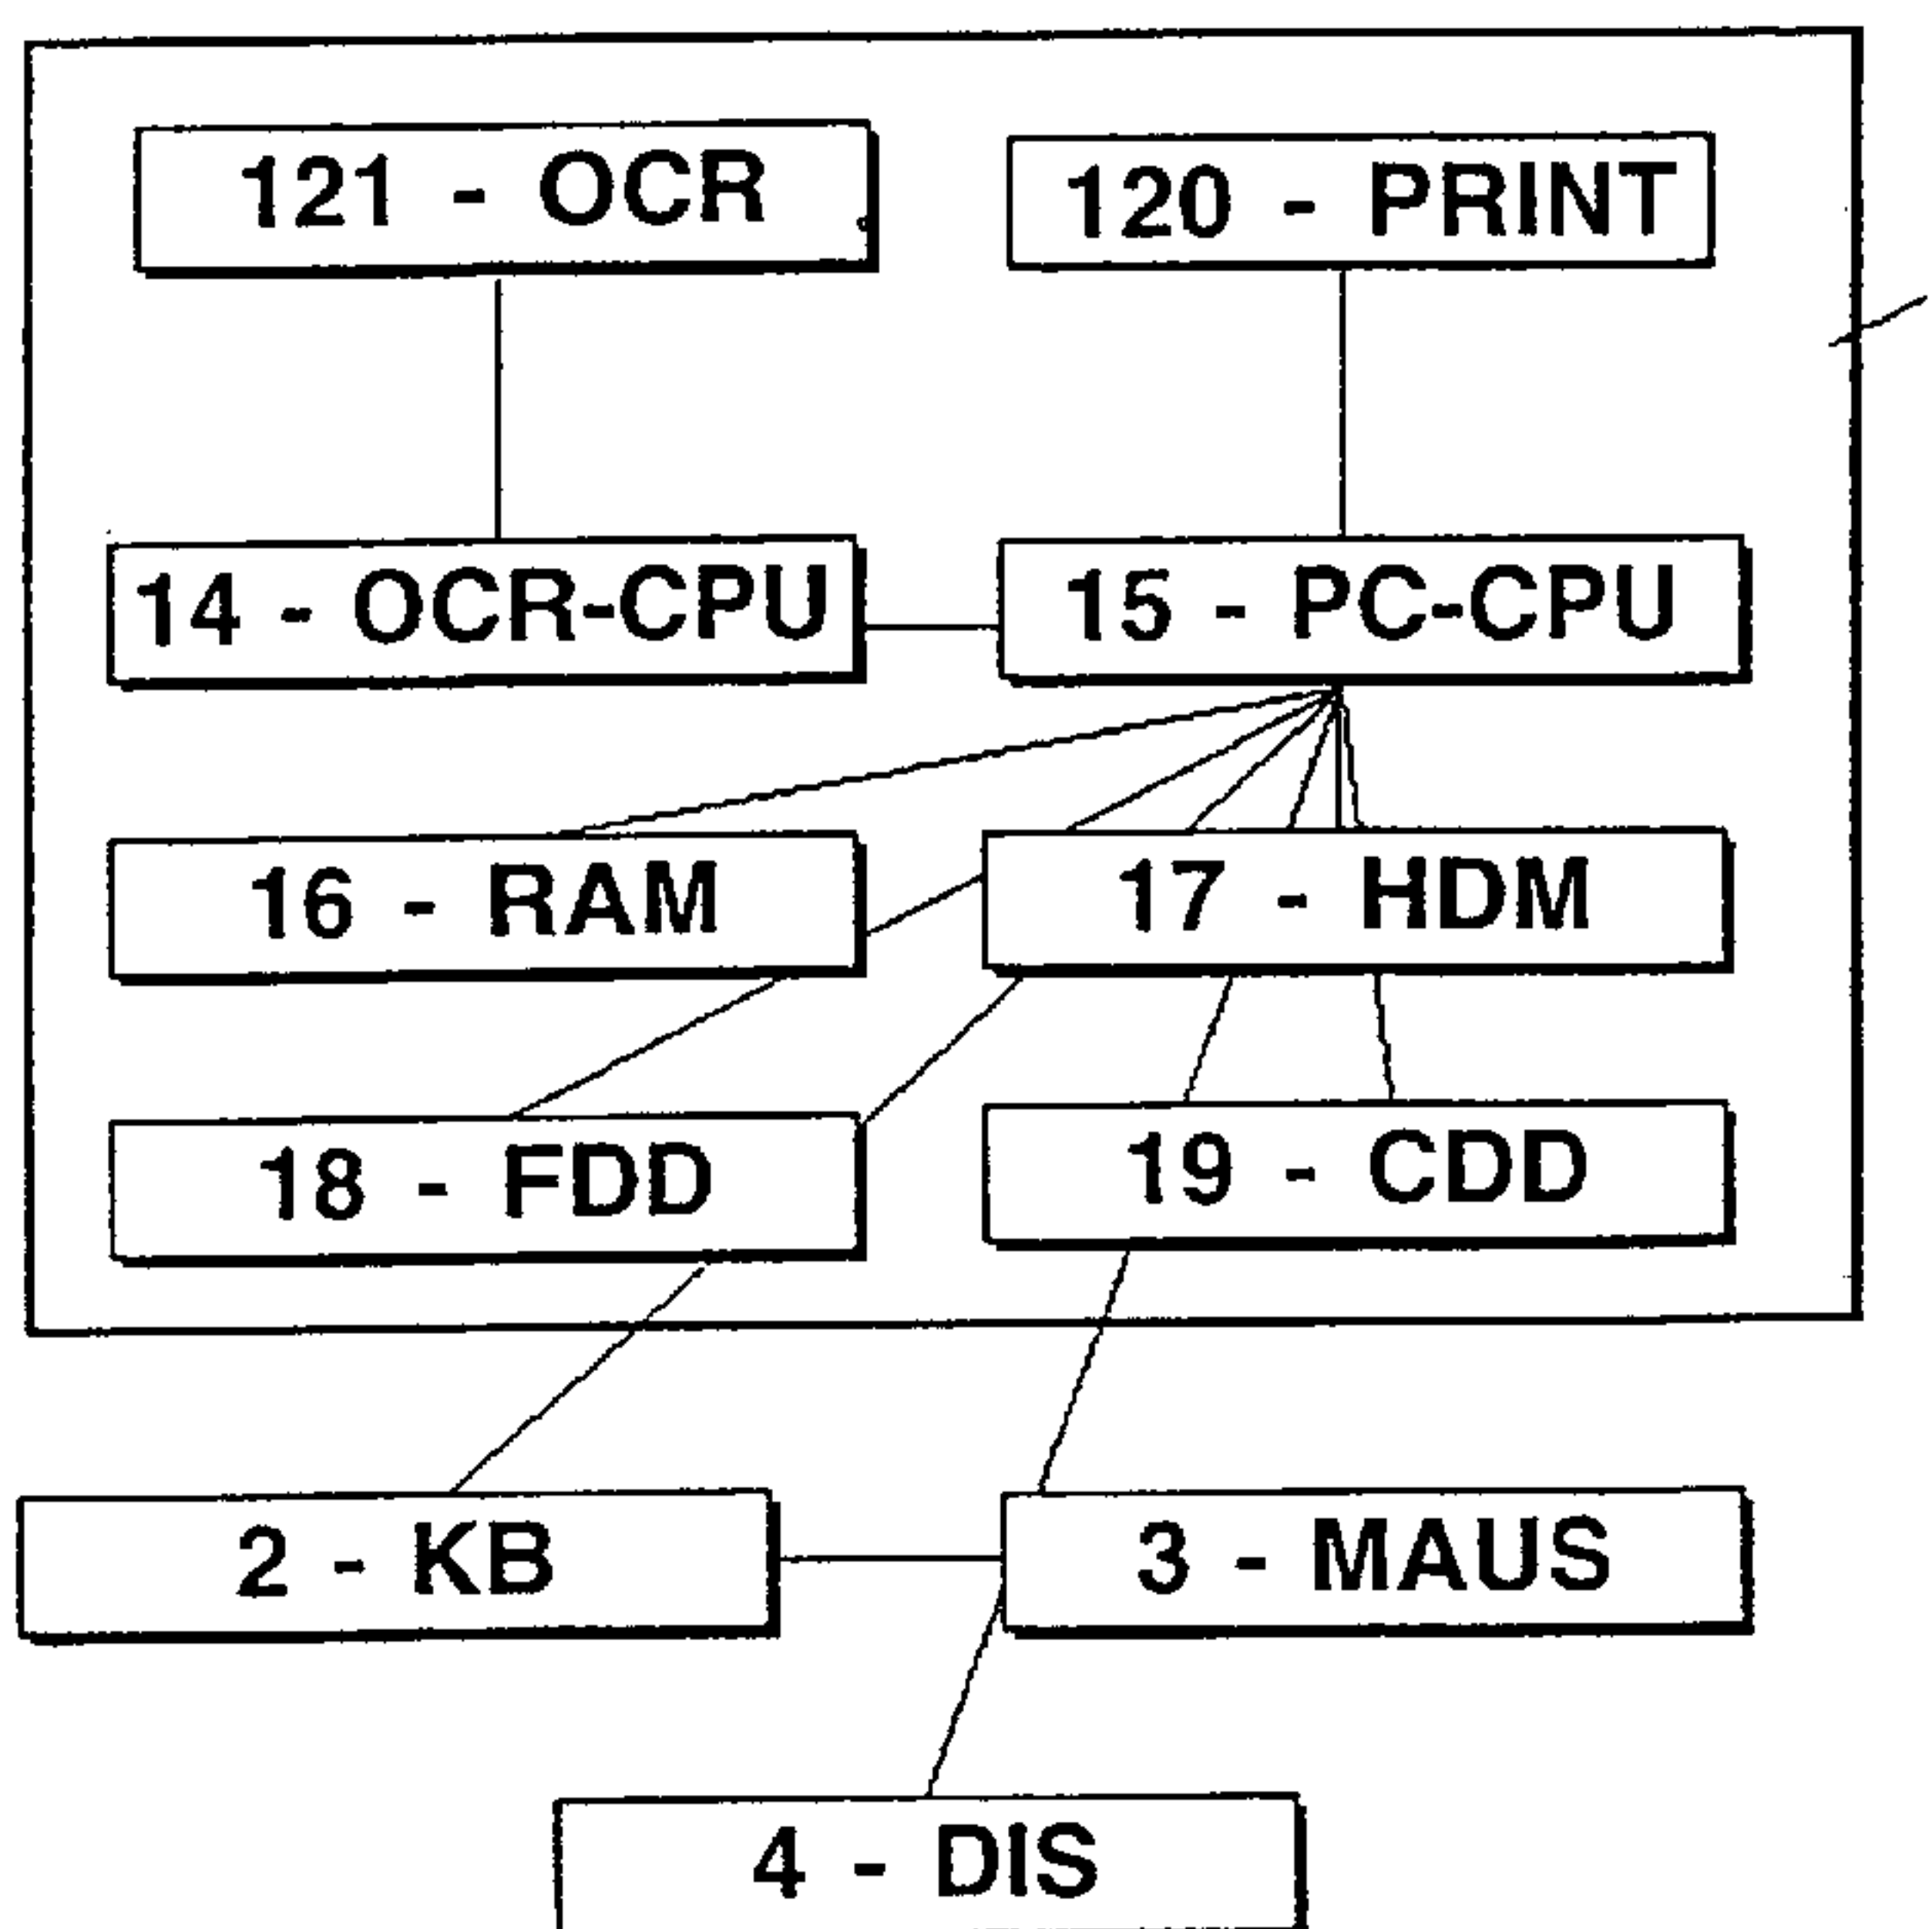 121 - OCR
120 - PRINT
14 - OCR-CPU
15 - PC-CPU
16 - RAM
17 - HDM
18 - FDD
19 - CDD
2 - KB
3 - MAUS
4 - DIS